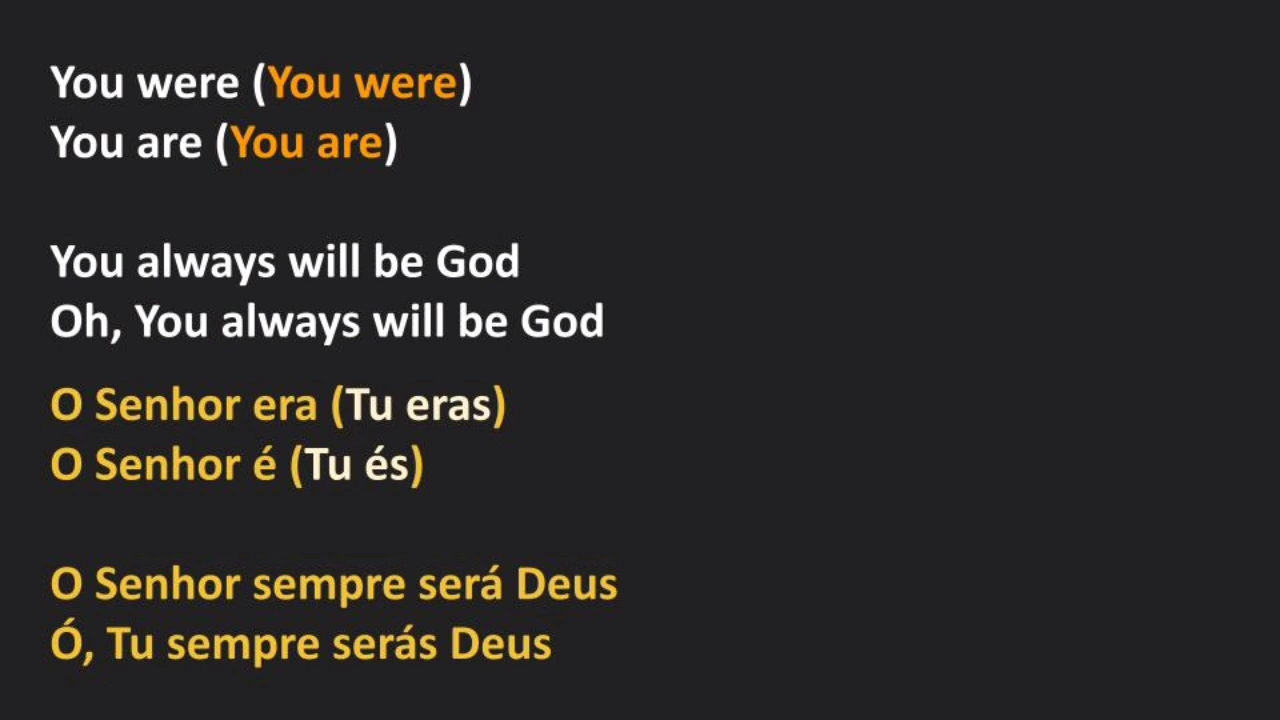 You were (You were)
You are (You are)
You always will be God
Oh, You always will be God
O Senhor era (Tu eras)
O Senhor é (Tu és)
O Senhor sempre será Deus
Ó, Tu sempre serás Deus